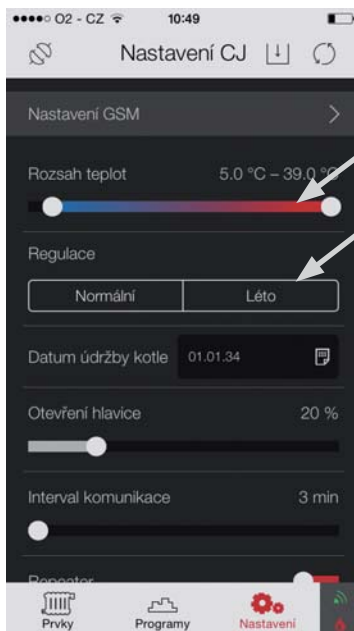 O2 - CZ 10:49
Nastavení CJ
Nastavení GSM
Rozsah teplot 5.0 °C – 39.0 °C
Regulace
Normální Léto
Datum údržby kotle 01.01.34
Otevření hlavice 20 %
Interval komunikace 3 min
Repeater
Prvky Programy Nastavení